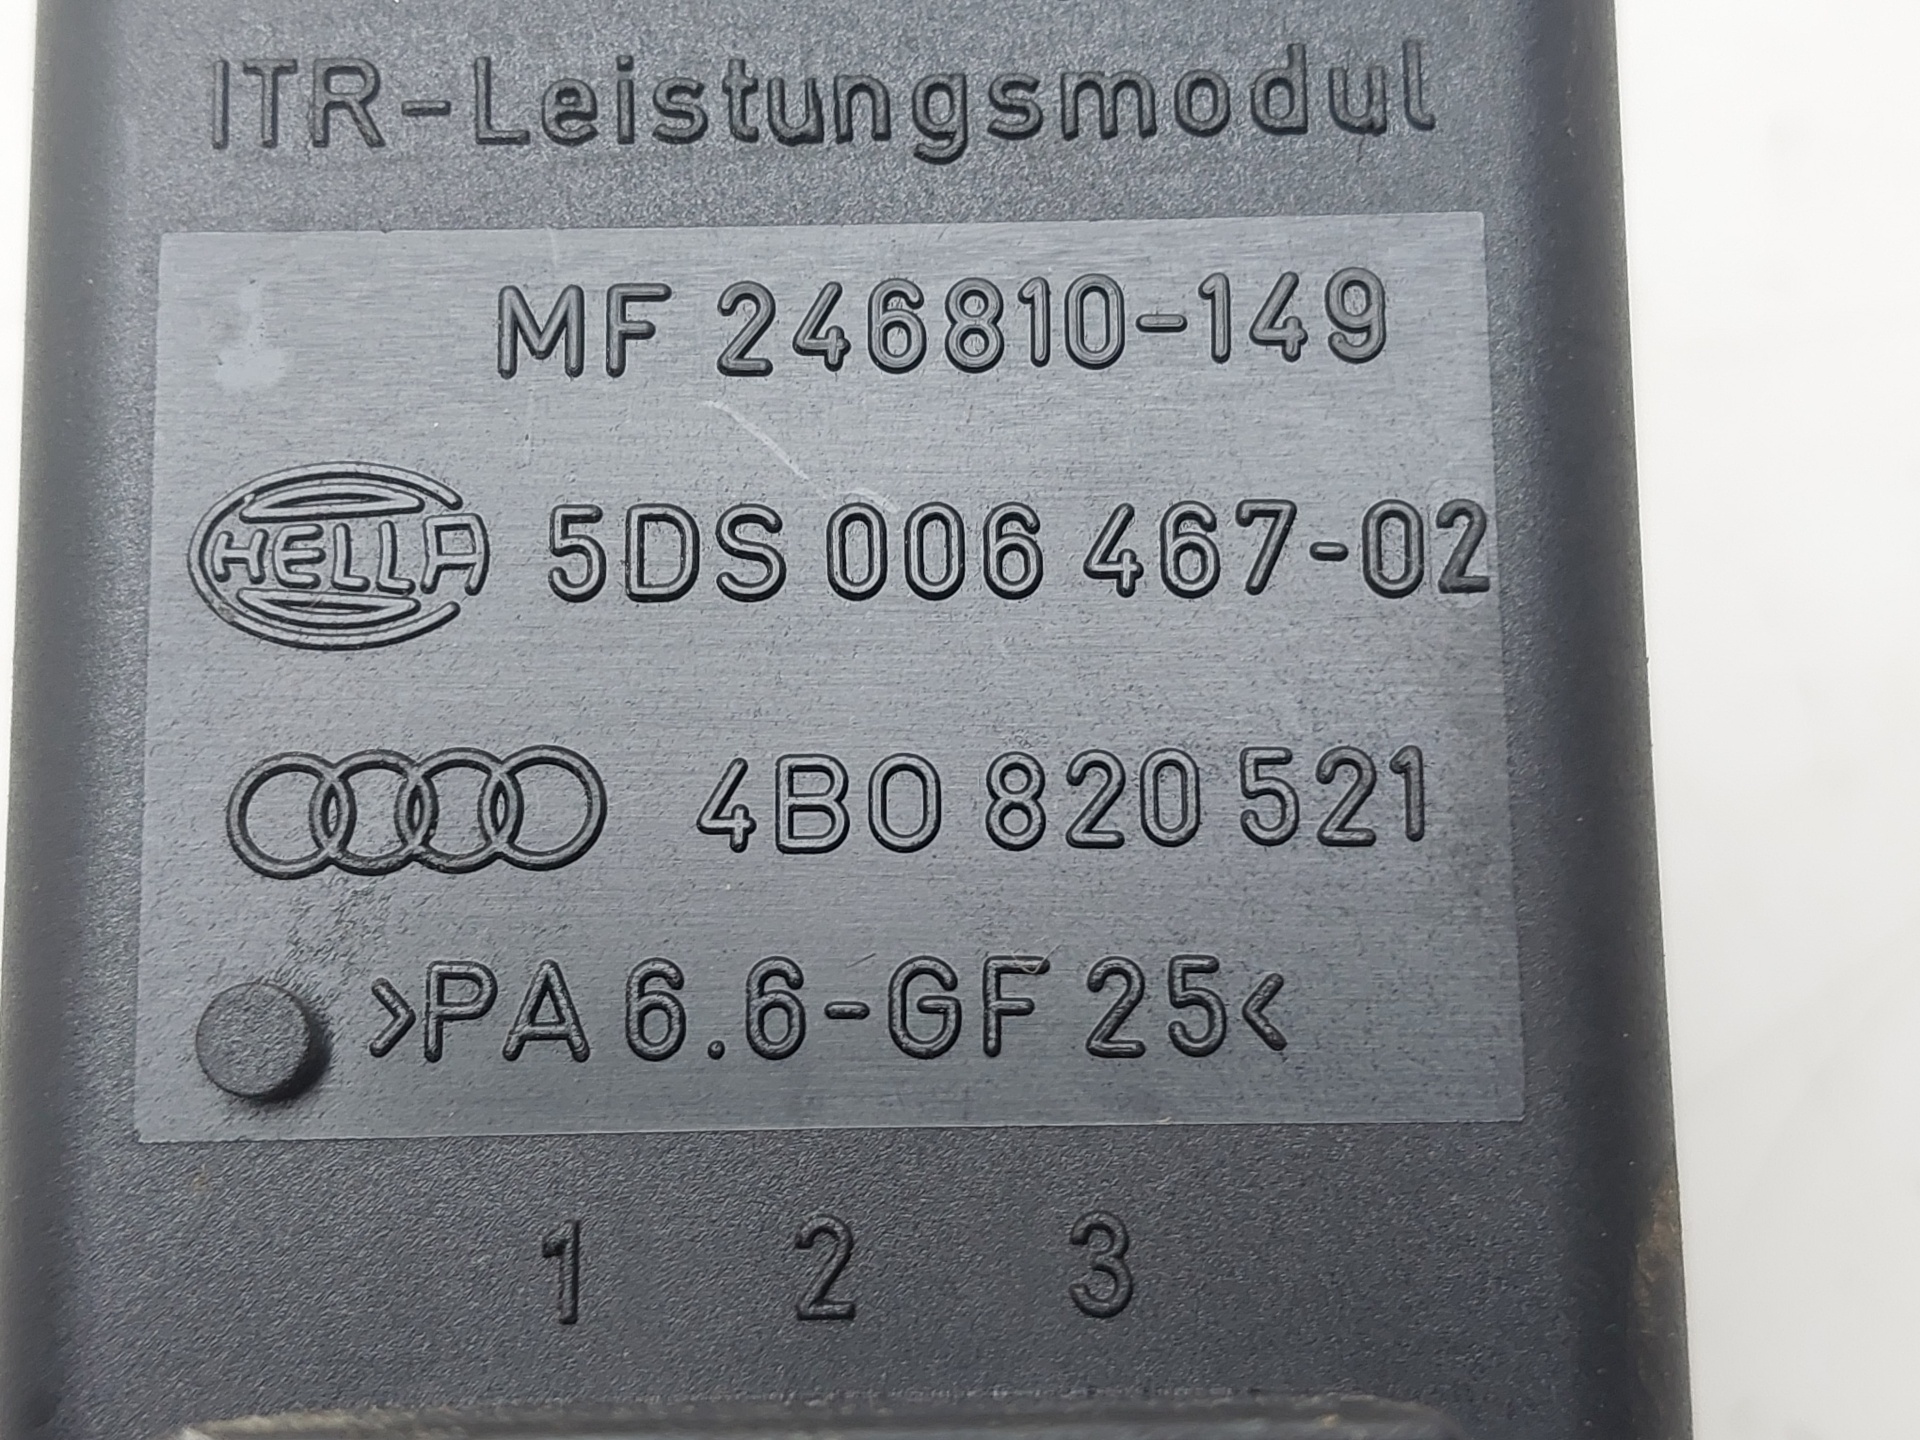 ITR-Leistungsmodul
MF 246810-149
HELLA 5DS 006 467-02
4B0 820 521
>PA 6.6-GF 25<
1 2 3